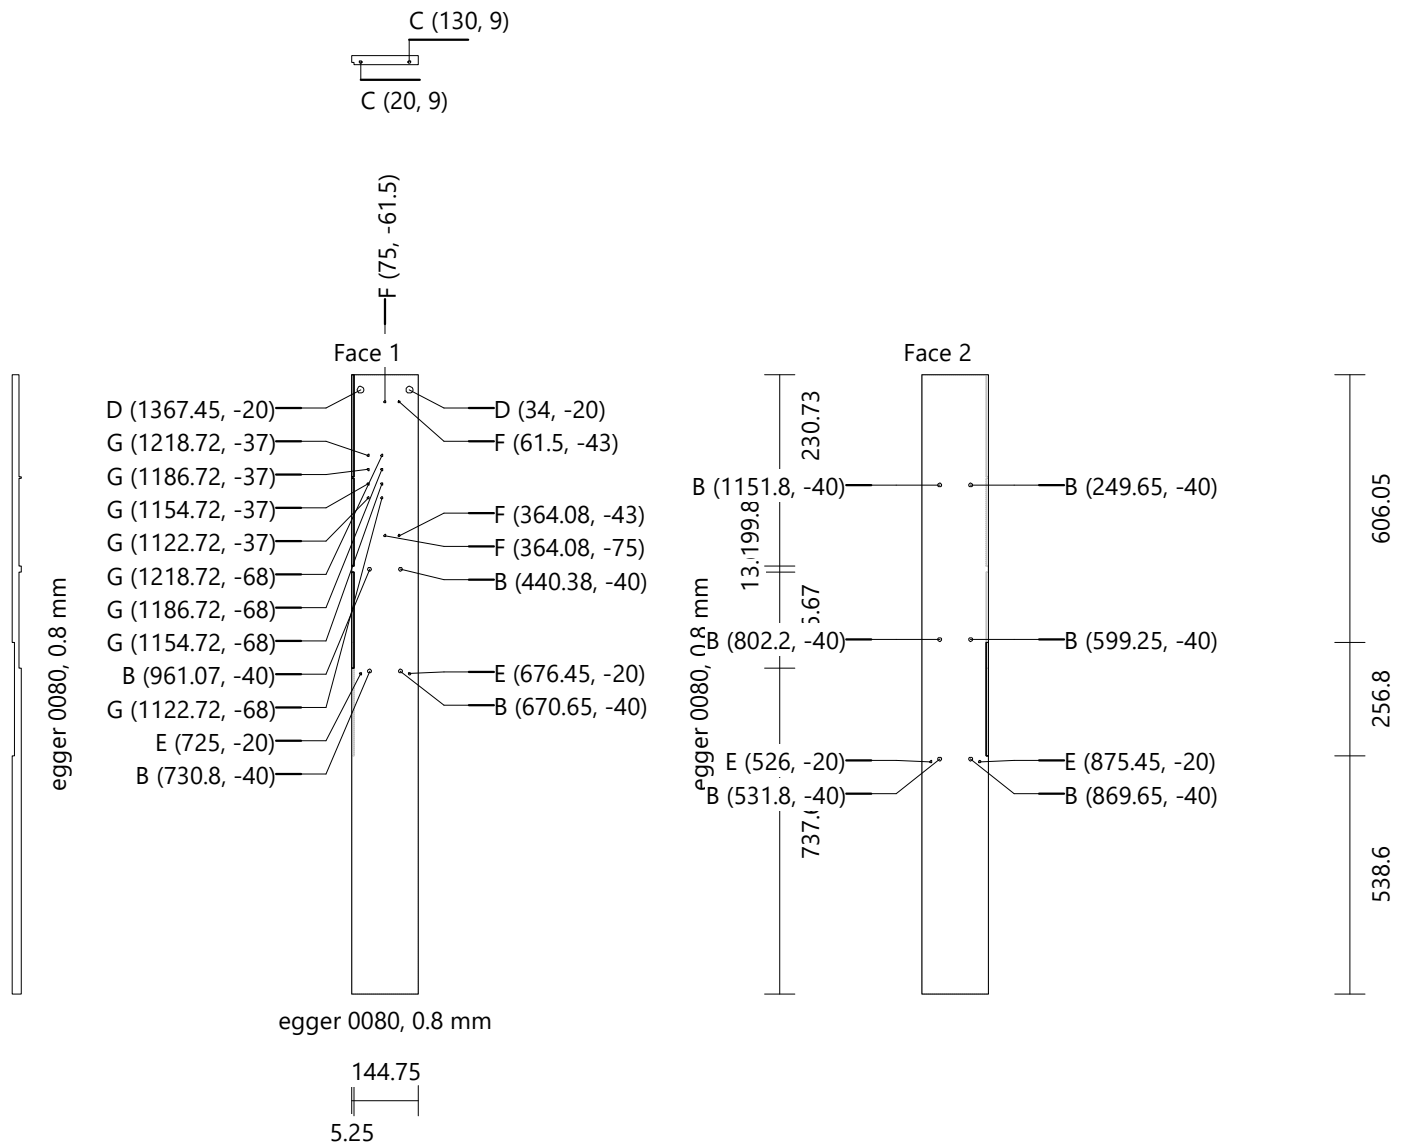 C (130, 9)
C (20, 9)
F (75, -61.5)
Face 1
D (1367.45, -20)
G (1218.72, -37)
G (1186.72, -37)
G (1154.72, -37)
G (1122.72, -37)
G (1218.72, -68)
G (1186.72, -68)
G (1154.72, -68)
B (961.07, -40)
G (1122.72, -68)
E (725, -20)
B (730.8, -40)
D (34, -20)
F (61.5, -43)
F (364.08, -43)
F (364.08, -75)
B (440.38, -40)
E (676.45, -20)
B (670.65, -40)
egger 0080, 0.8 mm
egger 0080, 0.8 mm
144.75
5.25
Face 2
230.73
B (1151.8, -40)
B (802.2, -40)
E (526, -20)
B (531.8, -40)
egger 0080, 0.8 mm
B (249.65, -40)
B (599.25, -40)
E (875.45, -20)
B (869.65, -40)
606.05
256.8
538.6